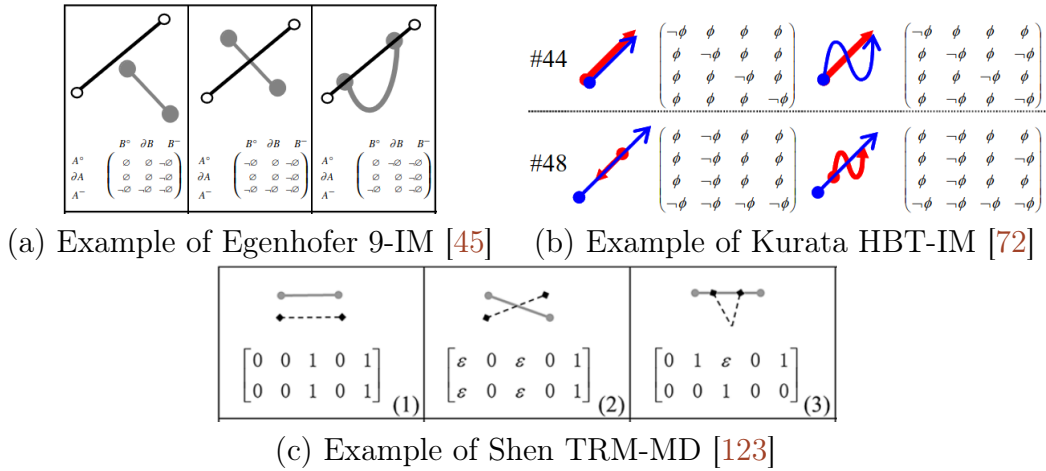 B° ∂B B⁻
A° ∅ ∅ ¬∅
∂A ∅ ∅ ¬∅
A⁻ ¬∅ ¬∅ ¬∅
B° ∂B B⁻
A° ¬∅ ∅ ¬∅
∂A ∅ ∅ ¬∅
A⁻ ¬∅ ¬∅ ¬∅
B° ∂B B⁻
A° ∅ ¬∅ ¬∅
∂A ∅ ∅ ¬∅
A⁻ ¬∅ ∅ ¬∅
(a) Example of Egenhofer 9-IM [45]
#44
¬ϕ ϕ ϕ ϕ
ϕ ¬ϕ ϕ ϕ
ϕ ϕ ¬ϕ ϕ
ϕ ϕ ϕ ¬ϕ
¬ϕ ϕ ϕ ϕ
ϕ ¬ϕ ϕ ¬ϕ
ϕ ϕ ¬ϕ ϕ
ϕ ¬ϕ ϕ ¬ϕ
#48
ϕ ¬ϕ ϕ ϕ
ϕ ¬ϕ ϕ ϕ
ϕ ¬ϕ ϕ ϕ
¬ϕ ¬ϕ ¬ϕ ¬ϕ
ϕ ¬ϕ ϕ ϕ
ϕ ¬ϕ ϕ ¬ϕ
ϕ ¬ϕ ϕ ϕ
¬ϕ ¬ϕ ¬ϕ ¬ϕ
(b) Example of Kurata HBT-IM [72]
0 0 1 0 1
0 0 1 0 1
(1)
ε 0 ε 0 1
ε 0 ε 0 1
(2)
0 1 ε 0 1
0 0 1 0 0
(3)
(c) Example of Shen TRM-MD [123]